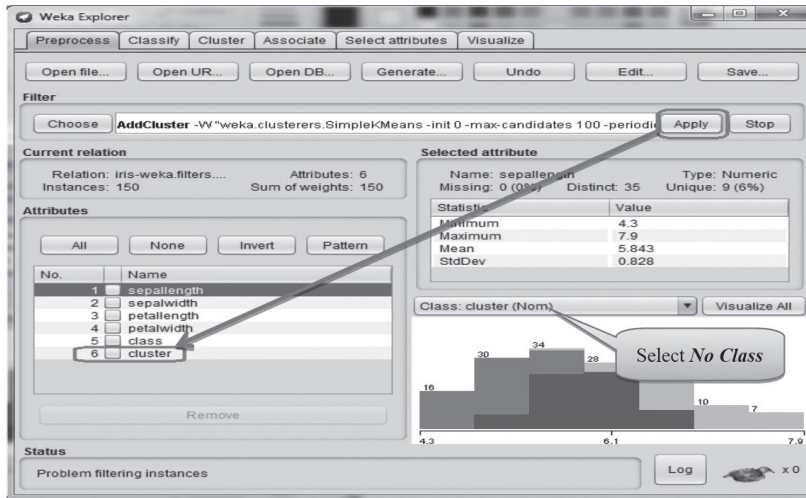 Weka Explorer
Preprocess Classify Cluster Associate Select attributes Visualize
Open file... Open UR... Open DB... Generate... Undo Edit... Save...
Filter
Choose AddCluster -W "weka.clusterers.SimpleKMeans -init 0 -max-candidates 100 -periodic Apply Stop
Current relation
Relation: iris-weka.filters.... Attributes: 6
Instances: 150 Sum of weights: 150
Attributes
All None Invert Pattern
No. Name
1 sepallength
2 sepalwidth
3 petallength
4 petalwidth
5 class
6 cluster
Remove
Selected attribute
Name: sepallength Type: Numeric
Missing: 0 (0%) Distinct: 35 Unique: 9 (6%)
Statistic Value
Minimum 4.3
Maximum 7.9
Mean 5.843
StdDev 0.828
Class: cluster (Nom) Visualize All
Select No Class
16
30
34
28
10
7
4.3 6.1 7.9
Status
Problem filtering instances
Log x 0